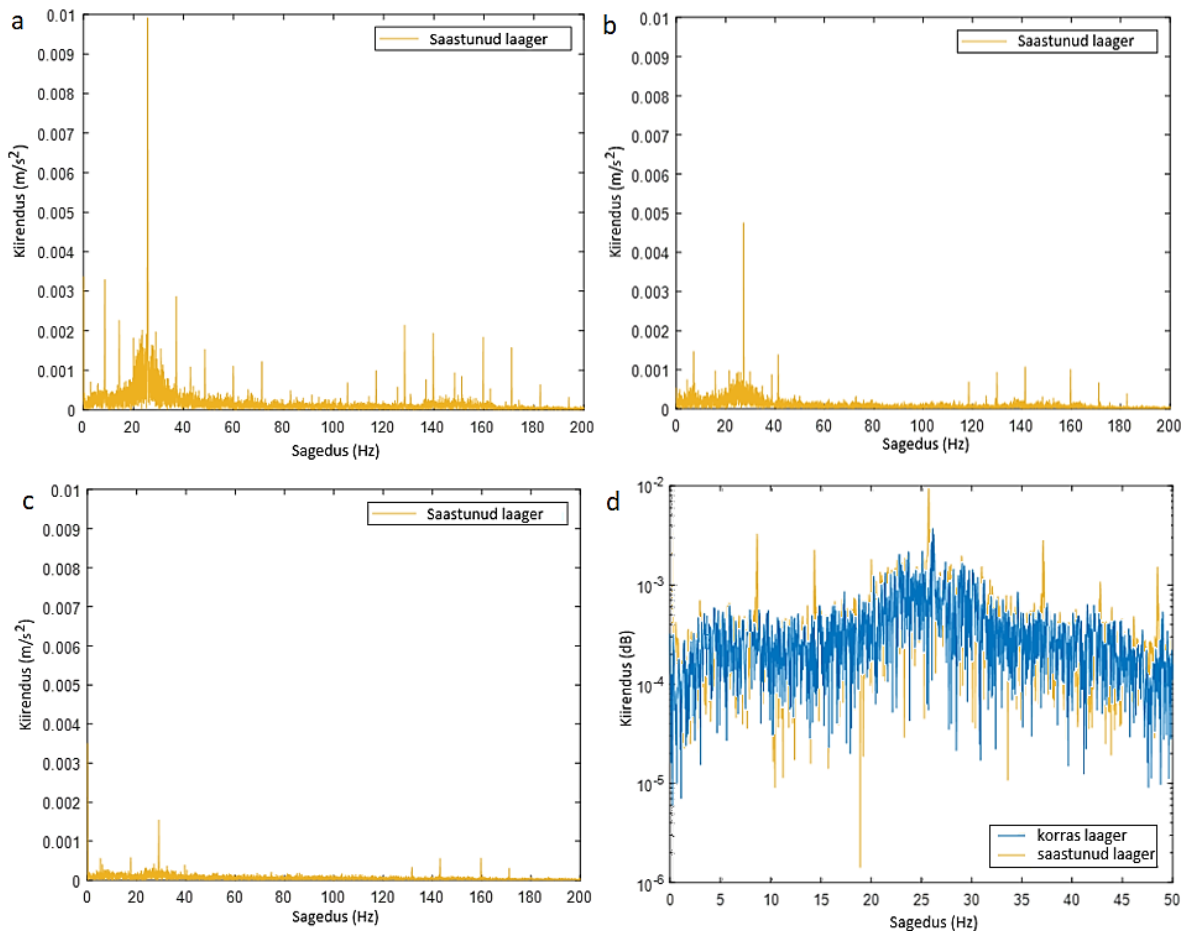 a
Saastunud laager
0.01
0.009
0.008
0.007
0.006
0.005
0.004
0.003
0.002
0.001
0
Kiirendus (m/s²)
0 20 40 60 80 100 120 140 160 180 200
Sagedus (Hz)
b
Saastunud laager
0.01
0.009
0.008
0.007
0.006
0.005
0.004
0.003
0.002
0.001
0
Kiirendus (m/s²)
0 20 40 60 80 100 120 140 160 180 200
Sagedus (Hz)
c
Saastunud laager
0.01
0.009
0.008
0.007
0.006
0.005
0.004
0.003
0.002
0.001
0
Kiirendus (m/s²)
0 20 40 60 80 100 120 140 160 180 200
Sagedus (Hz)
d
10⁻²
10⁻³
10⁻⁴
10⁻⁵
10⁻⁶
Kiirendus (dB)
korras laager
saastunud laager
0 5 10 15 20 25 30 35 40 45 50
Sagedus (Hz)